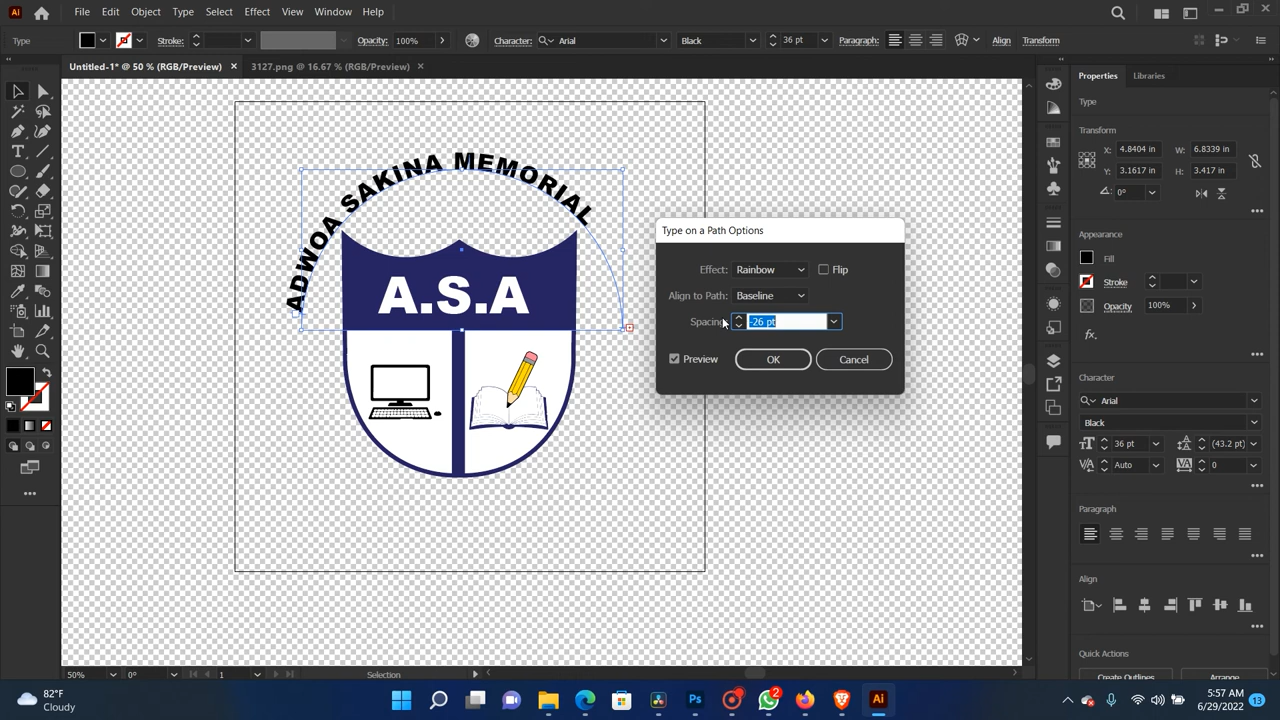 Ai File Edit Object Type Select Effect View Window Help
Type Stroke: Opacity: 100% Character: Arial Black 36 pt Paragraph: Align Transform
Untitled-1* @ 50 % (RGB/Preview) × 3127.png @ 16.67 % (RGB/Preview) ×
ADWOA SAKINA MEMORIAL
A.S.A
Type on a Path Options
Effect: Rainbow Flip
Align to Path: Baseline
Spacing: -26 pt
Preview OK Cancel
Properties Libraries
Type
Transform
X: 4.8404 in W: 6.8339 in
Y: 3.1617 in H: 3.417 in
0°
Appearance
Fill
Stroke
Opacity 100%
fx.
Character
Arial
Black
36 pt (43.2 pt)
Auto 0
Paragraph
Align
Quick Actions
Create Outlines Arrange
50% 0° 1 Selection
82°F
Cloudy
Ps 2 Ai
5:57 AM
6/29/2022
13